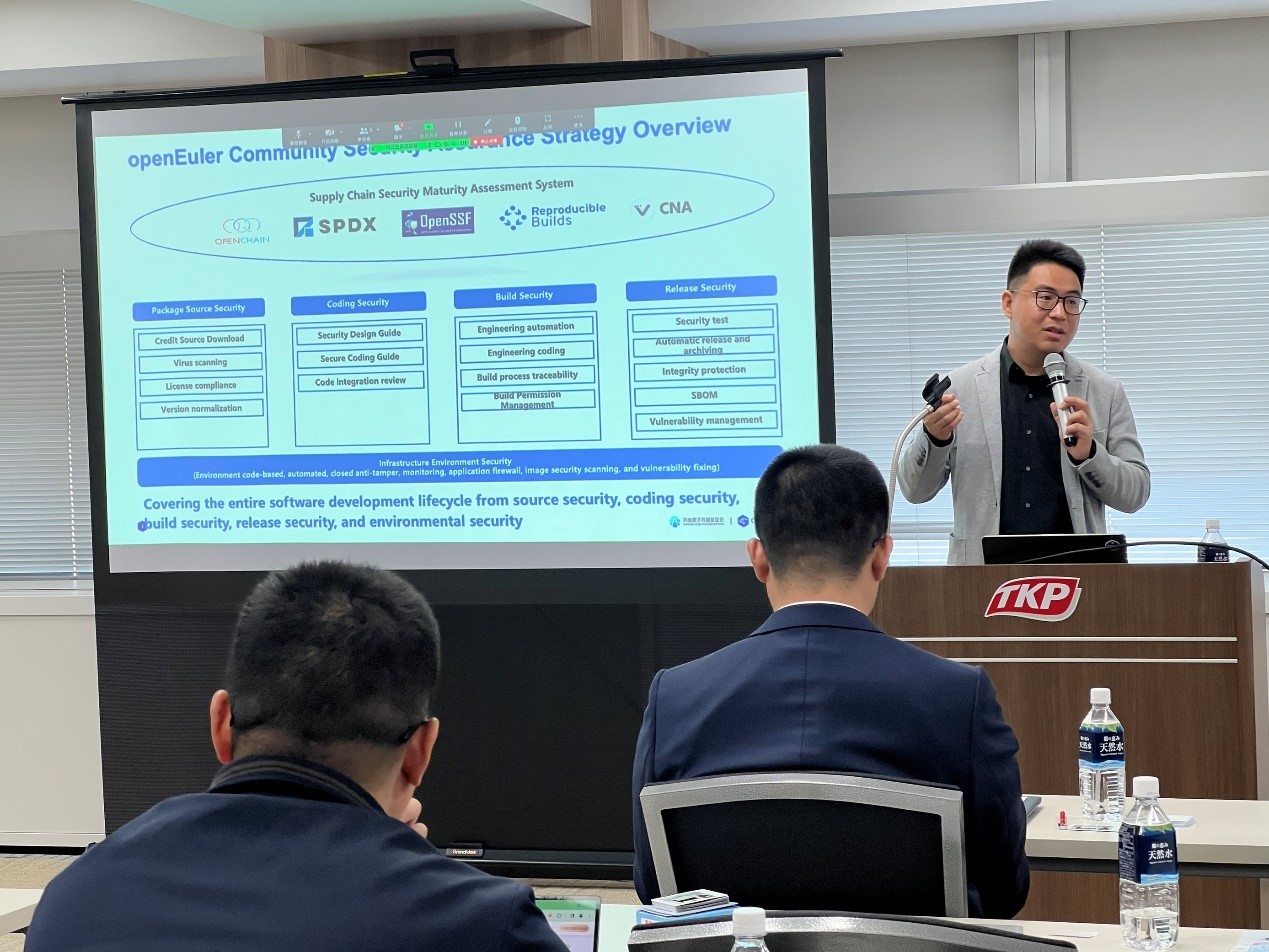 openEuler Community Security Assurance Strategy Overview
Supply Chain Security Maturity Assessment System
OPENCHAIN
SPDX
OpenSSF
Reproducible
Builds
CNA
Package Source Security
Credit Source Download
Virus scanning
License compliance
Version normalization
Coding Security
Security Design Guide
Secure Coding Guide
Code integration review
Build Security
Engineering automation
Engineering coding
Build process traceability
Build Permission
Management
Release Security
Security test
Automatic release and
archiving
Integrity protection
SBOM
Vulnerability management
Infrastructure Environment Security
(Environment code-based, automated, closed anti-tamper, monitoring, application firewall, image security scanning, and vulnerability fixing)
Covering the entire software development lifecycle from source security, coding security,
build security, release security, and environmental security
TKP
天然水
天然水